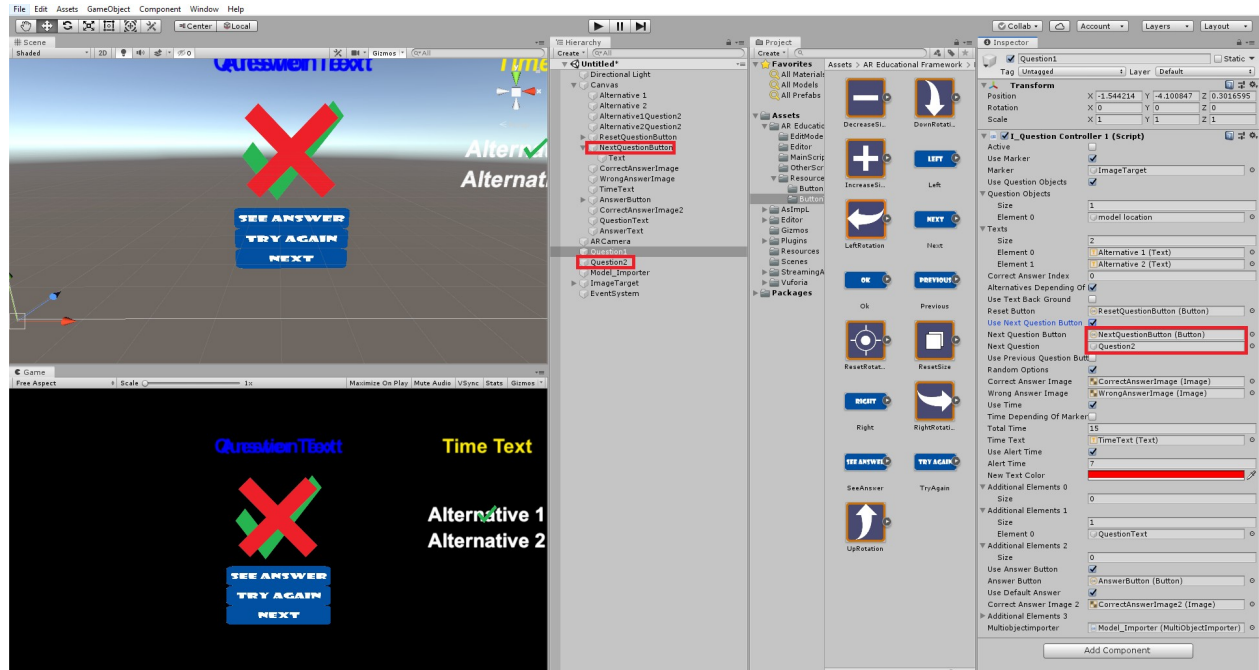 File Edit Assets GameObject Component Window Help
Center Local
Collab Account Layers Layout
Scene
Shaded 2D Gizmos
Time
Alternat
SEE ANSWER
TRY AGAIN
NEXT
Game
Free Aspect Scale 1x Maximize On Play Mute Audio VSync Stats Gizmos
Time Text
Alternative 1
Alternative 2
SEE ANSWER
TRY AGAIN
NEXT
Hierarchy
Create All
Untitled*
Directional Light
Canvas
Alternative 1
Alternative 2
Alternative1Question2
Alternative2Question2
ResetQuestionButton
NextQuestionButton
Text
CorrectAnswerImage
WrongAnswerImage
TimeText
AnswerButton
CorrectAnswerImage2
QuestionText
AnswerText
ARCamera
Question1
Question2
Model_Importer
ImageTarget
EventSystem
Project
Create
Favorites
All Materials
All Models
All Prefabs
Assets
AR Educatic
EditMode
Editor
MainScrip
OtherScr
Resource
Button
Button
AsImpL
Editor
Gizmos
Plugins
Resources
Scenes
StreamingA
Vuforia
Packages
Assets > AR Educational Framework >
DecreaseSi... DownRotati...
LEFT
IncreaseSi... Left
NEXT
LeftRotation Next
OK PREVIOUS
Ok Previous
ResetRotat... ResetSize
RIGHT
Right RightRotati...
SEE ANSWER TRY AGAIN
SeeAnswer TryAgain
UpRotation
Inspector
Question1 Static
Tag Untagged Layer Default
Transform
Position X -1.544214 Y -4.100847 Z 0.3016595
Rotation X 0 Y 0 Z 0
Scale X 1 Y 1 Z 1
I_Question Controller 1 (Script)
Active
Use Marker
Marker ImageTarget
Use Question Objects
Question Objects
Size 1
Element 0 model location
Texts
Size 2
Element 0 Alternative 1 (Text)
Element 1 Alternative 2 (Text)
Correct Answer Index 0
Alternatives Depending Of
Use Text Back Ground
Reset Button ResetQuestionButton (Button)
Use Next Question Button
Next Question Button NextQuestionButton (Button)
Next Question Question2
Use Previous Question Butt
Random Options
Correct Answer Image CorrectAnswerImage (Image)
Wrong Answer Image WrongAnswerImage (Image)
Use Time
Time Depending Of Marker
Total Time 15
Time Text TimeText (Text)
Use Alert Time
Alert Time 7
New Text Color
Additional Elements 0
Size 0
Additional Elements 1
Size 1
Element 0 QuestionText
Additional Elements 2
Size 0
Use Answer Button
Answer Button AnswerButton (Button)
Use Default Answer
Correct Answer Image 2 CorrectAnswerImage2 (Image)
Additional Elements 3
Multiobjectimporter Model_Importer (MultiObjectImporter)
Add Component